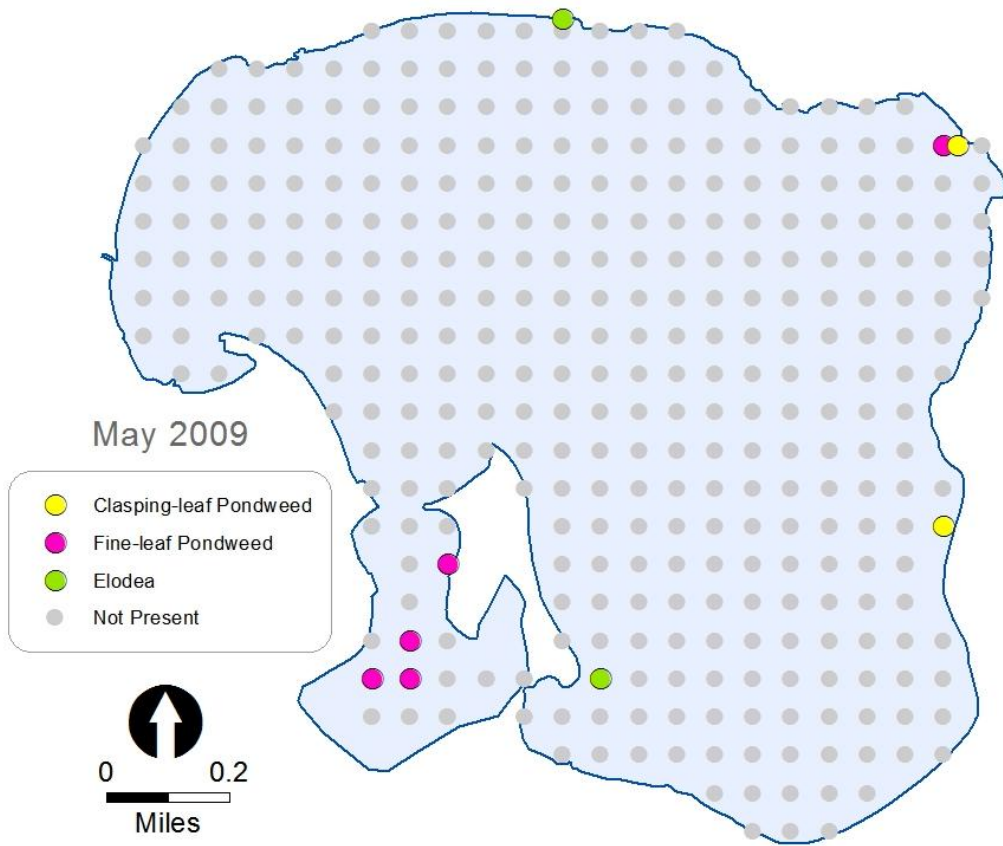 May 2009
Clasping-leaf Pondweed
Fine-leaf Pondweed
Elodea
Not Present
0 0.2
Miles